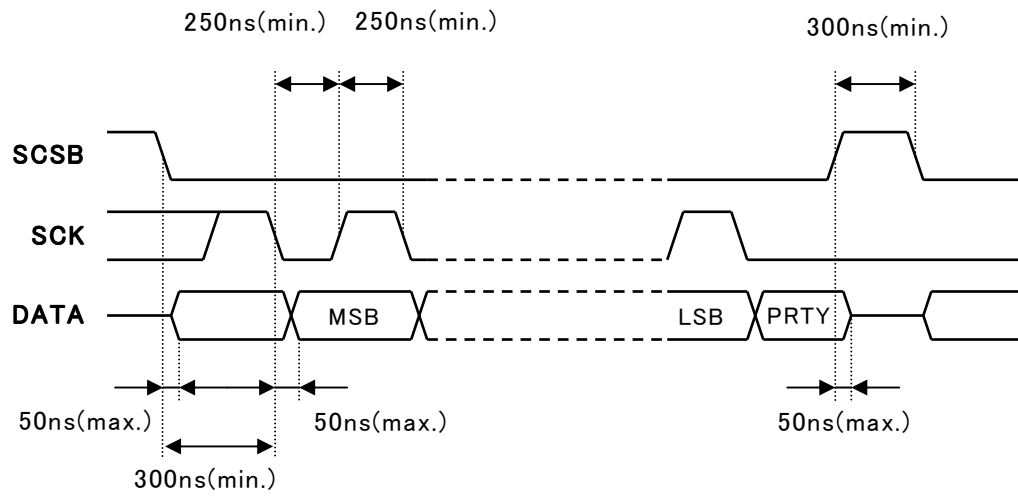 250ns(min.) 250ns(min.) 300ns(min.)
SCSB
SCK
DATA MSB LSB PRTY
50ns(max.) 50ns(max.) 50ns(max.)
300ns(min.)